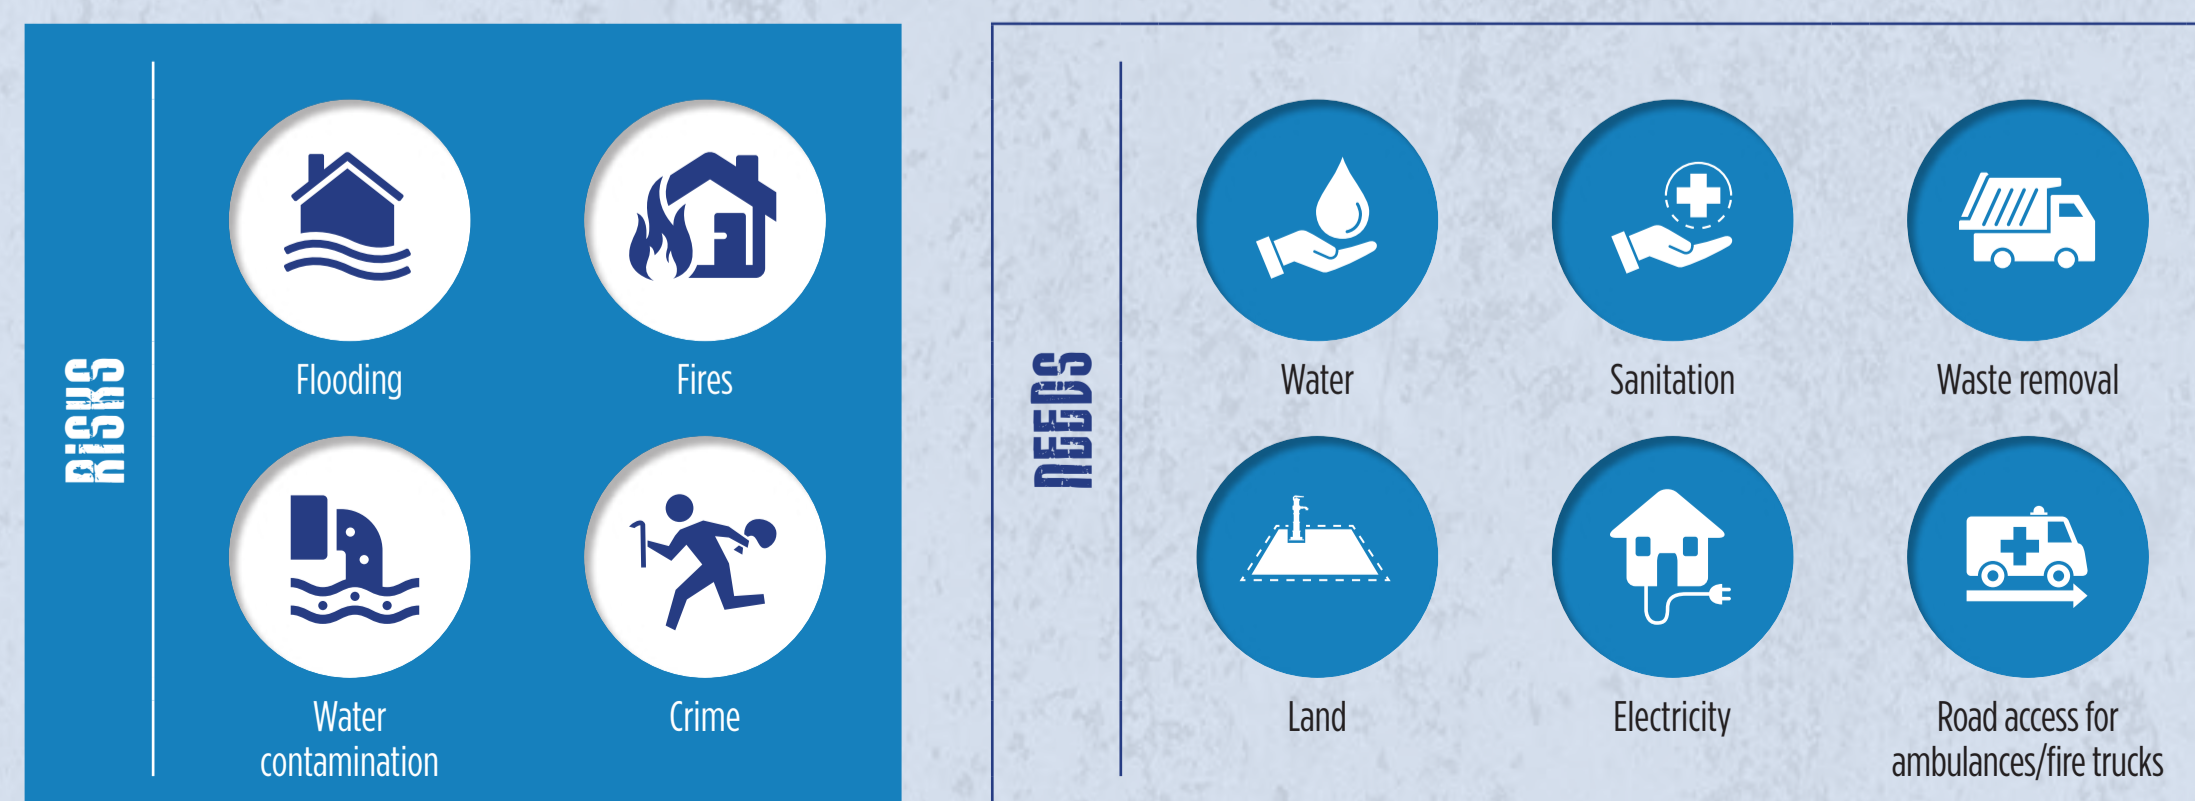 RISKS
Flooding
Fires
Water
contamination
Crime
NEEDS
Water
Sanitation
Waste removal
Land
Electricity
Road access for
ambulances/fire trucks